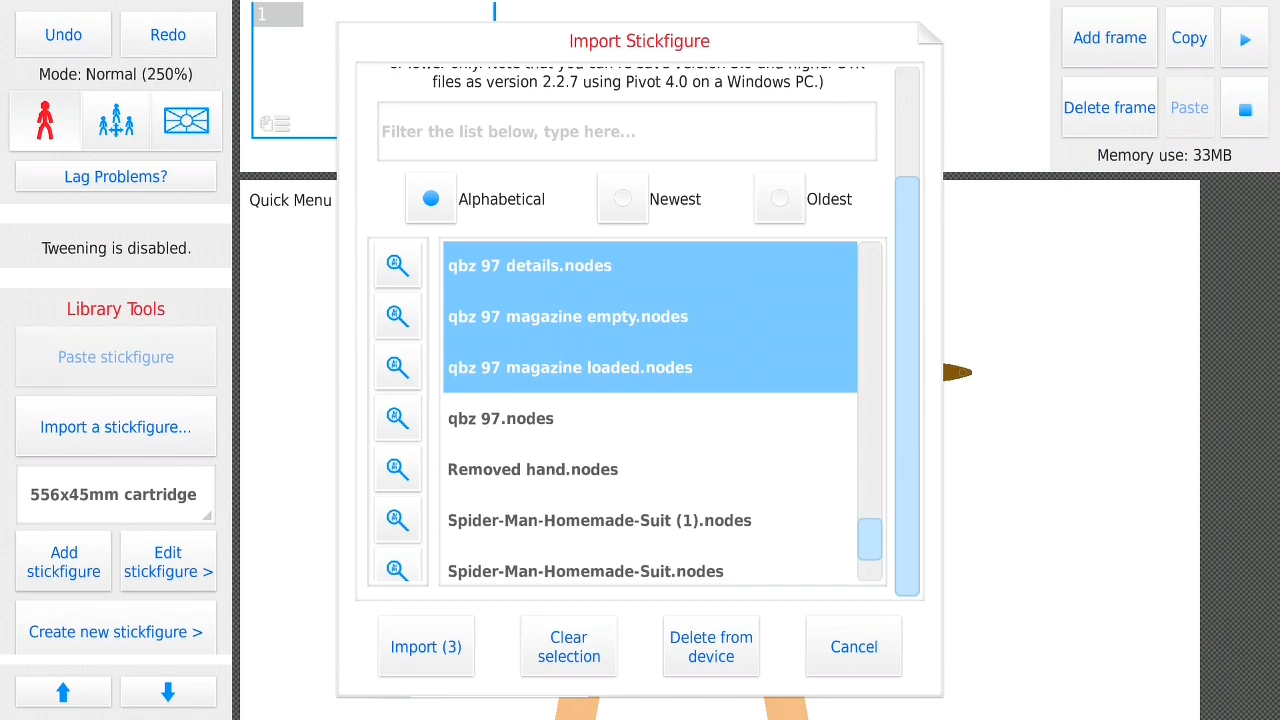 Undo
Redo
Mode: Normal (250%)
Lag Problems?
Tweening is disabled.
Library Tools
Paste stickfigure
Import a stickfigure...
556x45mm cartridge
Add
stickfigure
Edit
stickfigure >
Create new stickfigure >
1
Quick Menu
Import Stickfigure
files as version 2.2.7 using Pivot 4.0 on a Windows PC.)
Filter the list below, type here...
Alphabetical
Newest
Oldest
qbz 97 details.nodes
qbz 97 magazine empty.nodes
qbz 97 magazine loaded.nodes
qbz 97.nodes
Removed hand.nodes
Spider-Man-Homemade-Suit (1).nodes
Spider-Man-Homemade-Suit.nodes
Import (3)
Clear
selection
Delete from
device
Cancel
Add frame
Copy
Delete frame
Paste
Memory use: 33MB